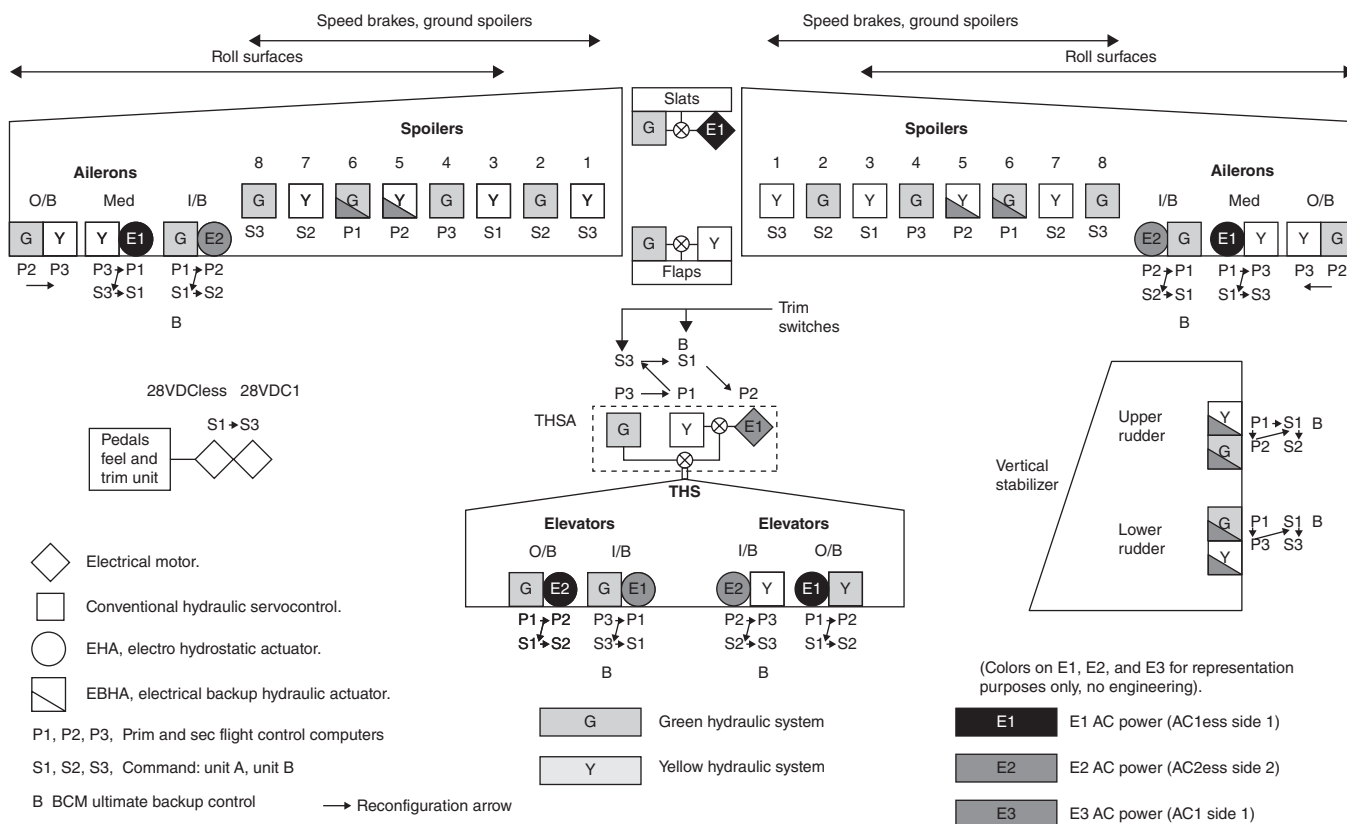 Speed brakes, ground spoilers
Speed brakes, ground spoilers
Roll surfaces
Roll surfaces
Slats
G E1
Spoilers
Spoilers
8 7 6 5 4 3 2 1
1 2 3 4 5 6 7 8
Ailerons
Ailerons
O/B Med I/B
I/B Med O/B
G Y G Y G Y G Y
Y G Y G Y G Y G
S3 S2 P1 P2 P3 S1 S2 S3
S3 S2 S1 P3 P2 P1 S2 S3
G Y Y E1 G E2
G Y
E2 G E1 Y Y G
Flaps
P2 P3 P3 P1 P1 P2
P2 P1 P1 P3 P3 P2
S3 S1 S1 S2
S2 S1 S1 S3
B
B
Trim
switches
B
S3 S1
P3 P1 P2
THSA
G Y E1
THS
28VDCless 28VDC1
S1 S3
Pedals
feel and
trim unit
Upper
rudder
Y P1 S1 B
G P2 S2
Vertical
stabilizer
Lower
rudder
G P1 S1 B
Y P3 S3
Elevators
Elevators
O/B I/B
I/B O/B
G E2 G E1
E2 Y E1 Y
P1 P2 P3 P1
P2 P3 P1 P2
S1 S2 S3 S1
S2 S3 S1 S2
B
B
Electrical motor.
Conventional hydraulic servocontrol.
EHA, electro hydrostatic actuator.
EBHA, electrical backup hydraulic actuator.
P1, P2, P3, Prim and sec flight control computers
S1, S2, S3, Command: unit A, unit B
B BCM ultimate backup control
Reconfiguration arrow
G Green hydraulic system
Y Yellow hydraulic system
(Colors on E1, E2, and E3 for representation
purposes only, no engineering).
E1 E1 AC power (AC1ess side 1)
E2 E2 AC power (AC2ess side 2)
E3 E3 AC power (AC1 side 1)